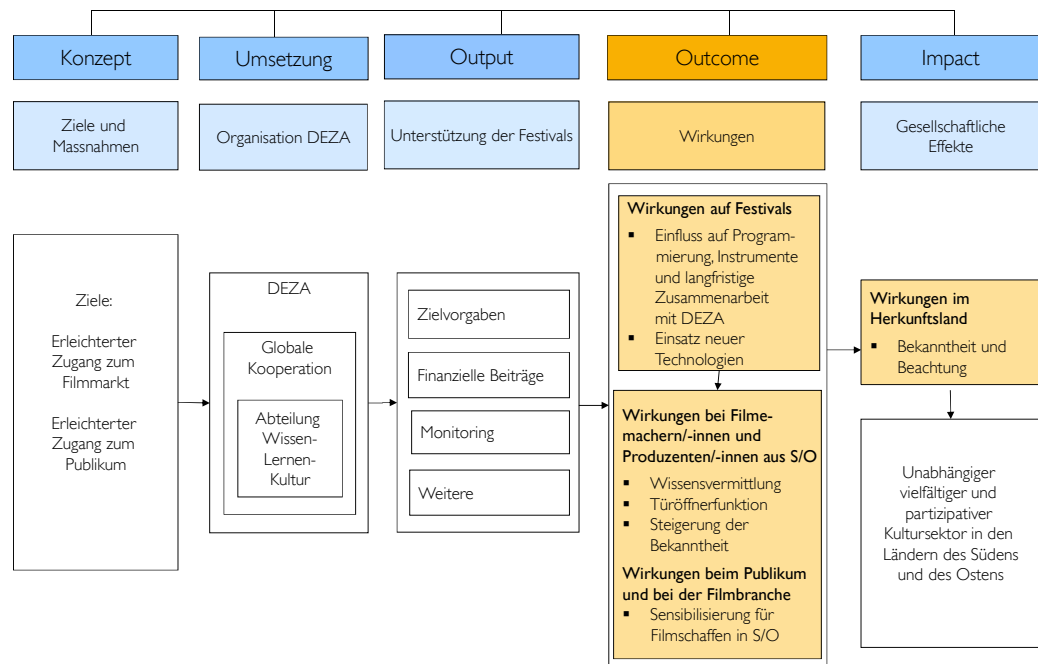 Konzept
Umsetzung
Output
Outcome
Impact
Ziele und
Massnahmen
Organisation DEZA
Unterstützung der Festivals
Wirkungen
Gesellschaftliche
Effekte
Ziele:
Erleichterter
Zugang zum
Filmmarkt
Erleichterter
Zugang zum
Publikum
DEZA
Globale
Kooperation
Abteilung
Wissen-
Lernen-
Kultur
Zielvorgaben
Finanzielle Beiträge
Monitoring
Weitere
Wirkungen auf Festivals
▪ Einfluss auf Program-
mierung, Instrumente
und langfristige
Zusammenarbeit
mit DEZA
▪ Einsatz neuer
Technologien
Wirkungen bei Filme-
machern/-innen und
Produzenten/-innen aus S/O
▪ Wissensvermittlung
▪ Türöffnerfunktion
▪ Steigerung der
Bekanntheit
Wirkungen beim Publikum
und bei der Filmbranche
▪ Sensibilisierung für
Filmschaffen in S/O
Wirkungen im
Herkunftsland
▪ Bekanntheit und
Beachtung
Unabhängiger
vielfältiger und
partizipativer
Kultursektor in den
Ländern des Südens
und des Ostens